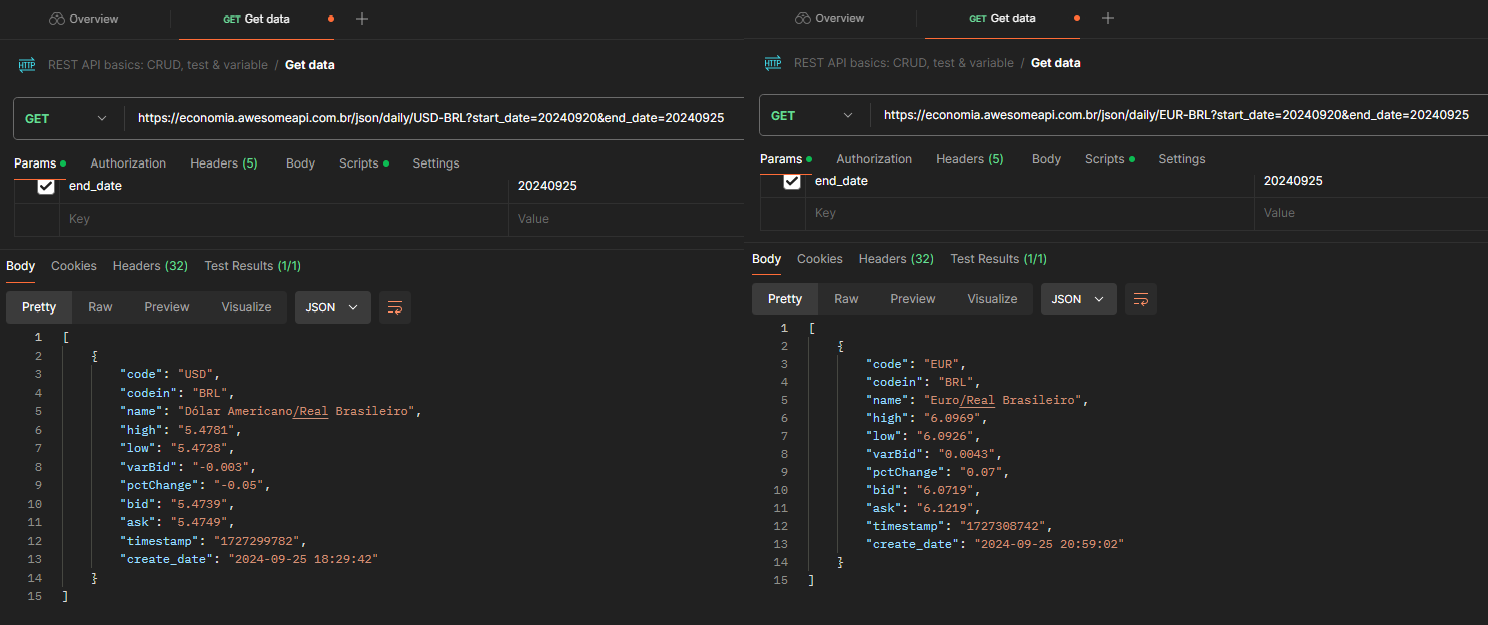 Overview
GET Get data
REST API basics: CRUD, test & variable / Get data
GET https://economia.awesomeapi.com.br/json/daily/USD-BRL?start_date=20240920&end_date=20240925
Params Authorization Headers (5) Body Scripts Settings
end_date 20240925
Key Value
Body Cookies Headers (32) Test Results (1/1)
Pretty Raw Preview Visualize JSON
1 [
2 {
3 "code": "USD",
4 "codein": "BRL",
5 "name": "Dólar Americano/Real Brasileiro",
6 "high": "5.4781",
7 "low": "5.4728",
8 "varBid": "-0.003",
9 "pctChange": "-0.05",
10 "bid": "5.4739",
11 "ask": "5.4749",
12 "timestamp": "1727299782",
13 "create_date": "2024-09-25 18:29:42"
14 }
15 ]
Overview
GET Get data
REST API basics: CRUD, test & variable / Get data
GET https://economia.awesomeapi.com.br/json/daily/EUR-BRL?start_date=20240920&end_date=20240925
Params Authorization Headers (5) Body Scripts Settings
end_date 20240925
Key Value
Body Cookies Headers (32) Test Results (1/1)
Pretty Raw Preview Visualize JSON
1 [
2 {
3 "code": "EUR",
4 "codein": "BRL",
5 "name": "Euro/Real Brasileiro",
6 "high": "6.0969",
7 "low": "6.0926",
8 "varBid": "0.0043",
9 "pctChange": "0.07",
10 "bid": "6.0719",
11 "ask": "6.1219",
12 "timestamp": "1727308742",
13 "create_date": "2024-09-25 20:59:02"
14 }
15 ]